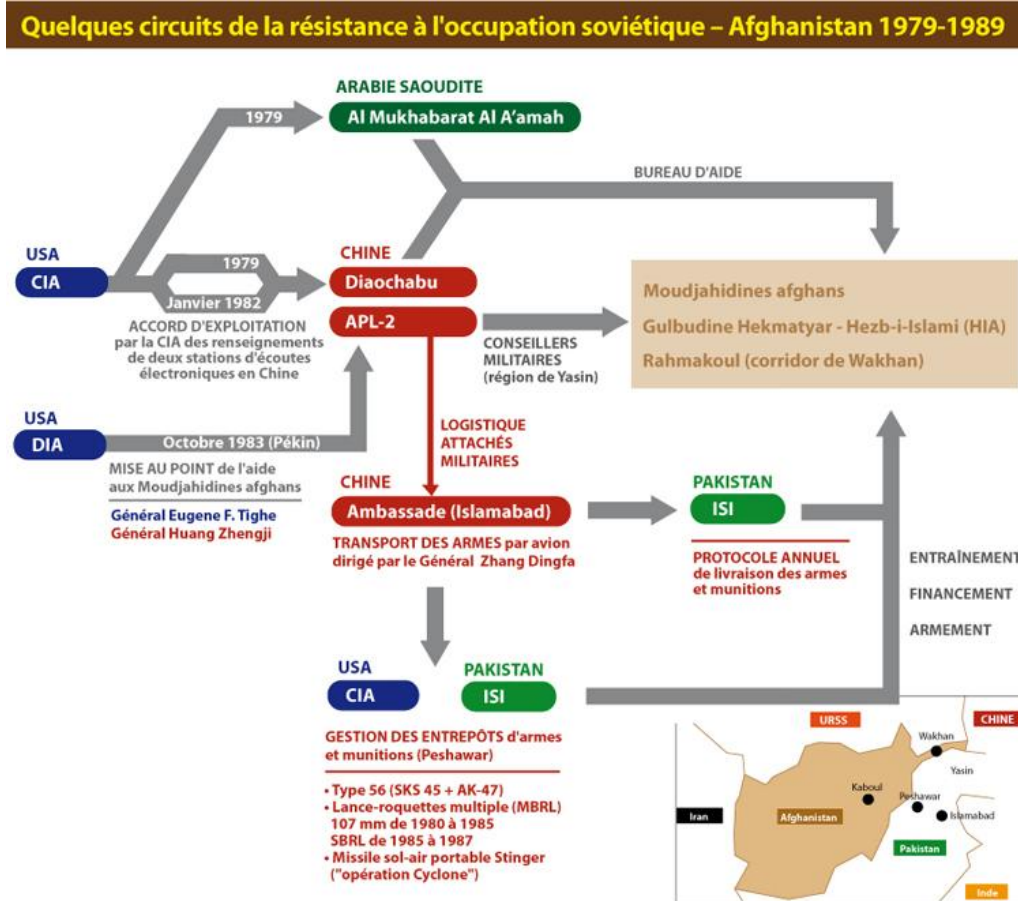 Quelques circuits de la résistance à l'occupation soviétique – Afghanistan 1979-1989
ARABIE SAOUDITE
1979
Al Mukhabarat Al A'amah
BUREAU D'AIDE
USA
CIA
1979
Janvier 1982
ACCORD D'EXPLOITATION
par la CIA des renseignements
de deux stations d'écoutes
électroniques en Chine
CHINE
Diaochabu
APL-2
CONSEILLERS
MILITAIRES
(région de Yasin)
Moudjahidines afghans
Gulbudine Hekmatyar - Hezb-i-Islami (HIA)
Rahmakoul (corridor de Wakhan)
USA
DIA
Octobre 1983 (Pékin)
MISE AU POINT de l'aide
aux Moudjahidines afghans
Général Eugene F. Tighe
Général Huang Zhengji
LOGISTIQUE
ATTACHÉS
MILITAIRES
CHINE
Ambassade (Islamabad)
TRANSPORT DES ARMES par avion
dirigé par le Général Zhang Dingfa
PAKISTAN
ISI
PROTOCOLE ANNUEL
de livraison des armes
et munitions
ENTRAÎNEMENT
FINANCEMENT
ARMEMENT
USA
CIA
PAKISTAN
ISI
GESTION DES ENTREPÔTS d'armes
et munitions (Peshawar)
• Type 56 (SKS 45 + AK-47)
• Lance-roquettes multiple (MBRL)
107 mm de 1980 à 1985
SBRL de 1985 à 1987
• Missile sol-air portable Stinger
("opération Cyclone")
URSS
CHINE
Wakhan
Yasin
Kaboul
Peshawar
Islamabad
Iran
Afghanistan
Pakistan
Inde